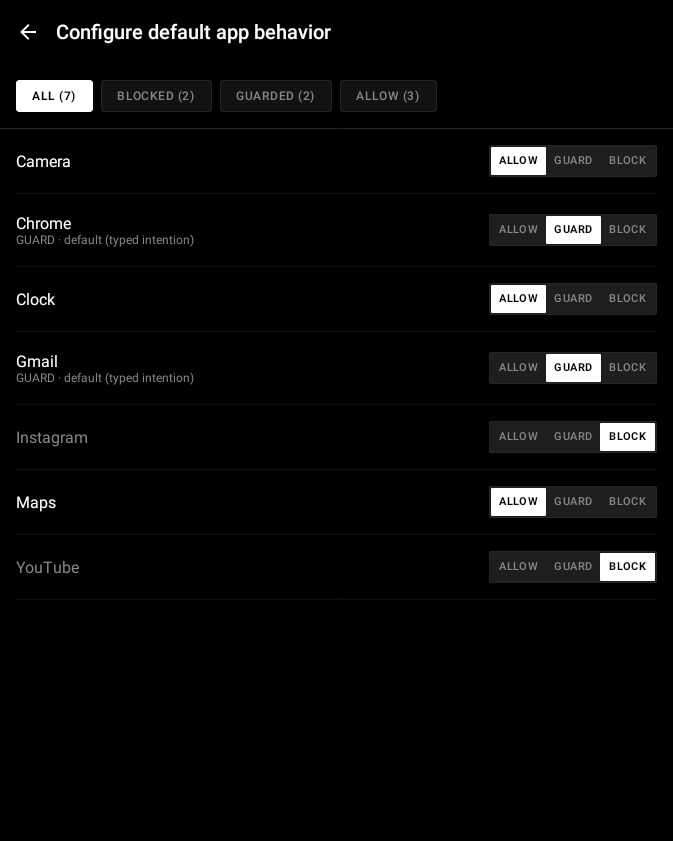 Configure default app behavior
ALL (7) BLOCKED (2) GUARDED (2) ALLOW (3)
Camera ALLOW GUARD BLOCK
Chrome
GUARD · default (typed intention) ALLOW GUARD BLOCK
Clock ALLOW GUARD BLOCK
Gmail
GUARD · default (typed intention) ALLOW GUARD BLOCK
Instagram ALLOW GUARD BLOCK
Maps ALLOW GUARD BLOCK
YouTube ALLOW GUARD BLOCK